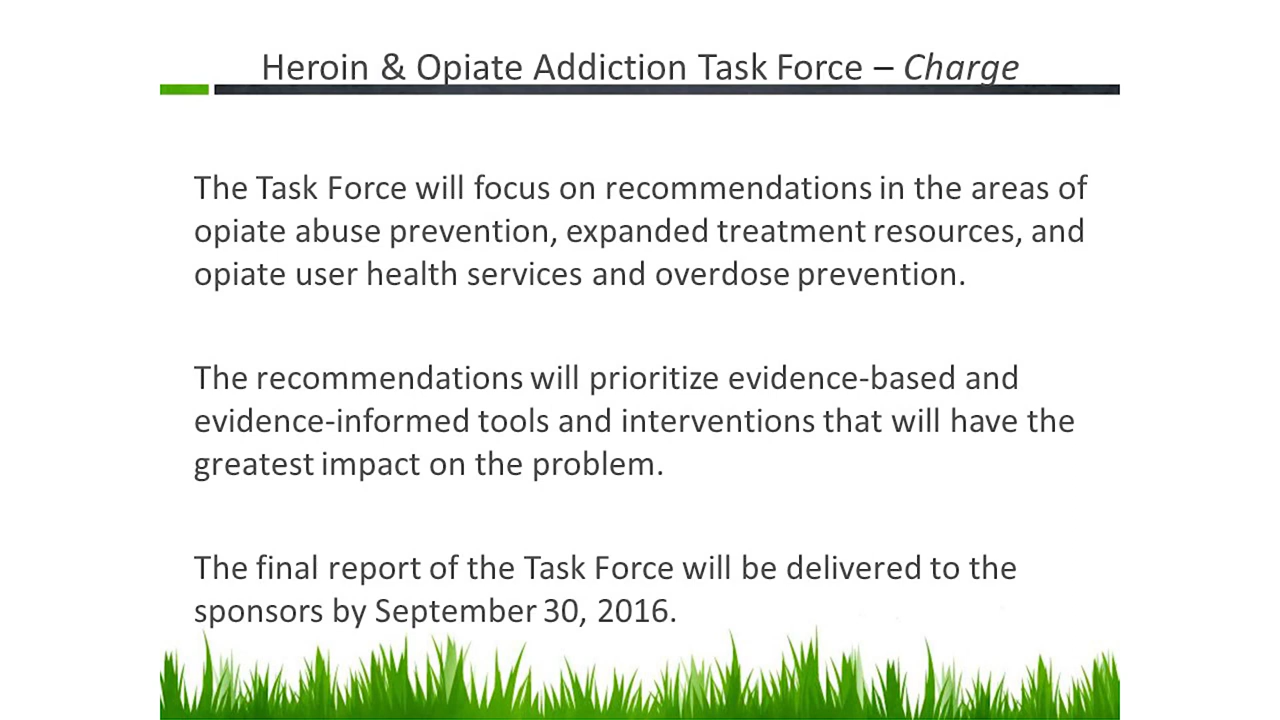 Heroin & Opiate Addiction Task Force – Charge
The Task Force will focus on recommendations in the areas of
opiate abuse prevention, expanded treatment resources, and
opiate user health services and overdose prevention.
The recommendations will prioritize evidence-based and
evidence-informed tools and interventions that will have the
greatest impact on the problem.
The final report of the Task Force will be delivered to the
sponsors by September 30, 2016.